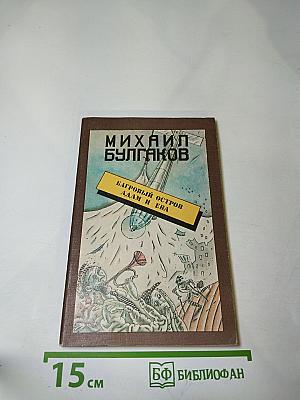 МИХАИЛ
БУЛГАКОВ
БАГРОВЫЙ ОСТРОВ
АДАМ И ЕВА
15 см
БФ БИБЛИОФАН